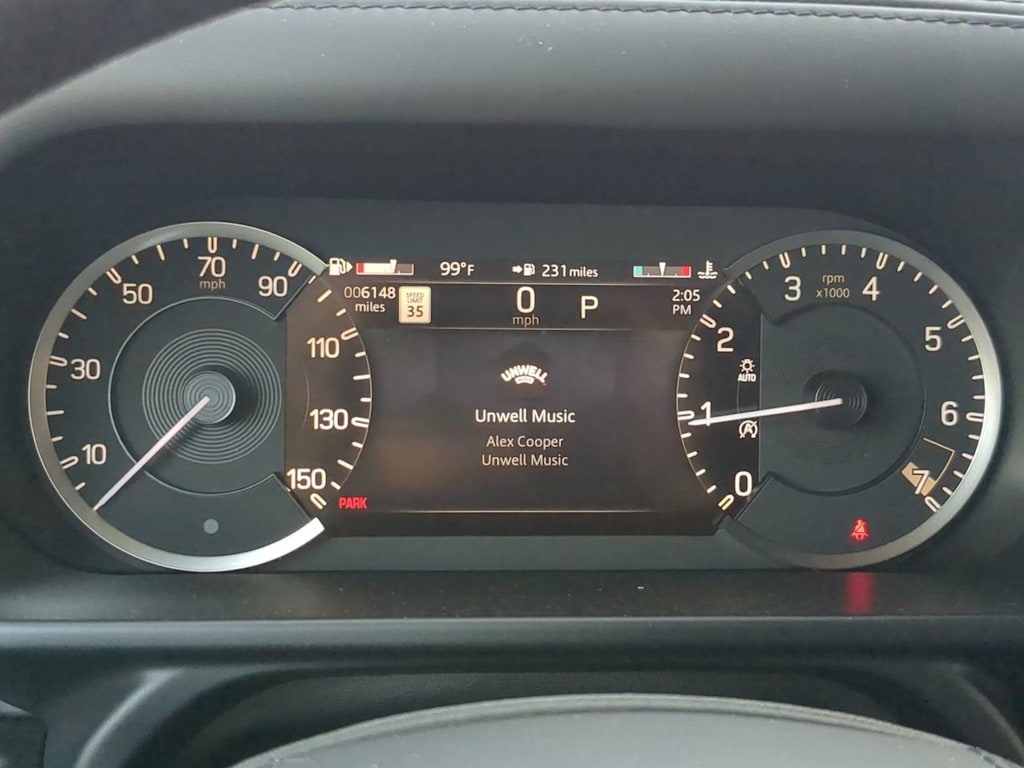 99°F
231 miles
006148
miles
SPEED
LIMIT
35
0
mph
P
2:05
PM
10
30
50
70
mph
90
110
130
150
PARK
UNWELL
Unwell Music
Alex Cooper
Unwell Music
0
1
2
3
rpm
x1000
4
5
6
7
AUTO
A